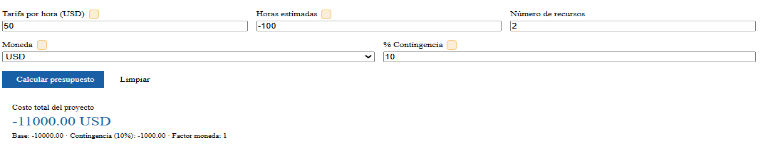 Tarifa por hora (USD) Horas estimadas Número de recursos
50 -100 2
Moneda % Contingencia
USD 10
Calcular presupuesto Limpiar
Costo total del proyecto
-11000.00 USD
Base: -10000.00 · Contingencia (10%): -1000.00 · Factor moneda: 1